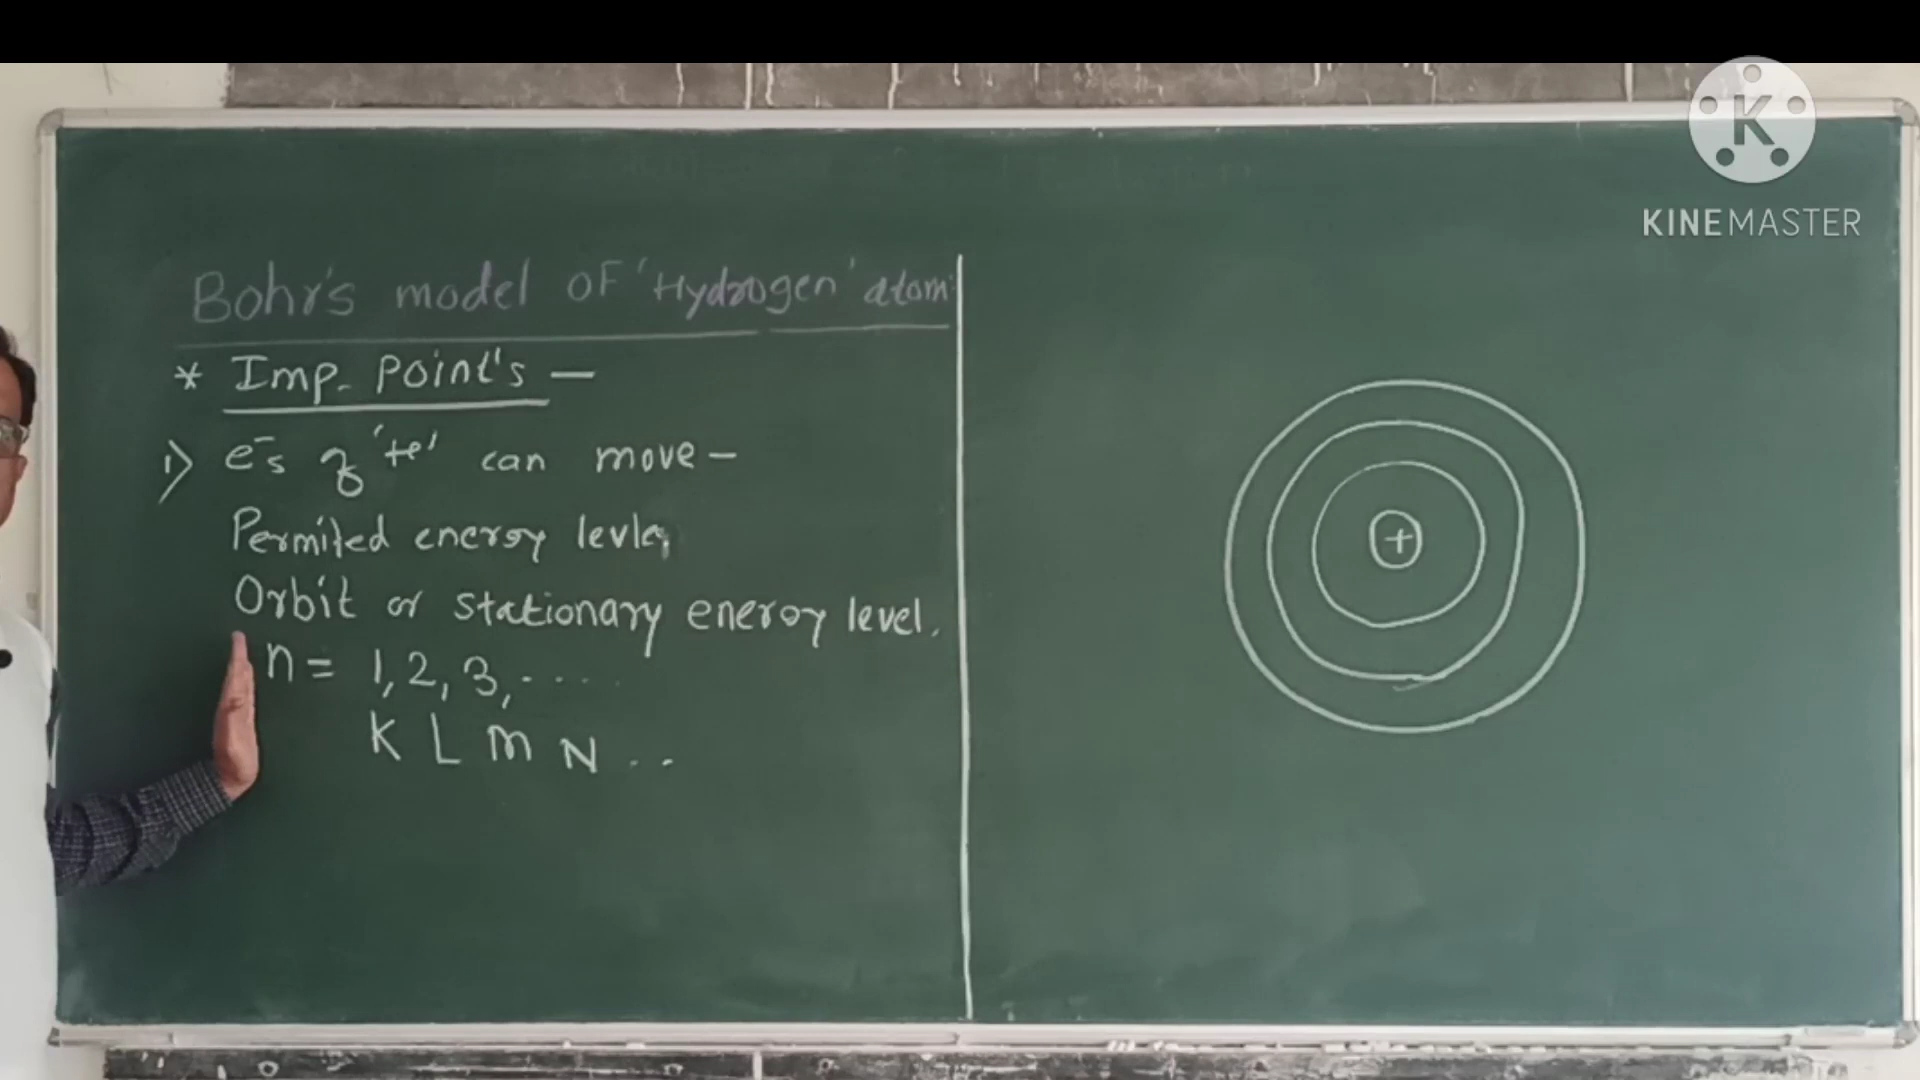 Bohr's model of 'Hydrogen' atom
* Imp. Point's —
1) e⁻s of can move —
Permited energy levle,
Orbit or stationary energy level.
n = 1, 2, 3, ....
K L M N ..
+
K
KINEMASTER